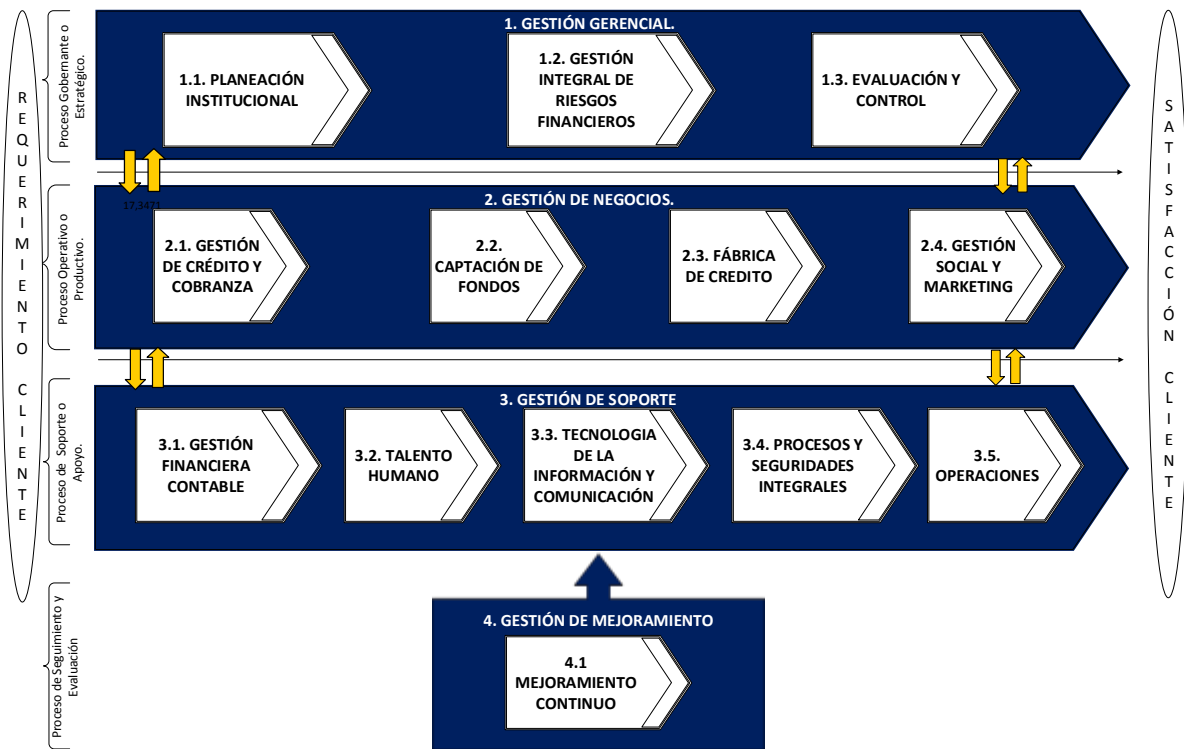 REQUERIMIENTO CLIENTE
Proceso Gobernante o
Estratégico.
1. GESTIÓN GERENCIAL.
1.1. PLANEACIÓN
INSTITUCIONAL
1.2. GESTIÓN
INTEGRAL DE
RIESGOS
FINANCIEROS
1.3. EVALUACIÓN Y
CONTROL
Proceso Operativo o
Productivo.
2. GESTIÓN DE NEGOCIOS.
17,3471
2.1. GESTIÓN
DE CRÉDITO Y
COBRANZA
2.2.
CAPTACIÓN DE
FONDOS
2.3. FÁBRICA
DE CREDITO
2.4. GESTIÓN
SOCIAL Y
MARKETING
Proceso de Soporte o
Apoyo.
3. GESTIÓN DE SOPORTE
3.1. GESTIÓN
FINANCIERA
CONTABLE
3.2. TALENTO
HUMANO
3.3. TECNOLOGIA
DE LA
INFORMACIÓN Y
COMUNICACIÓN
3.4. PROCESOS Y
SEGURIDADES
INTEGRALES
3.5.
OPERACIONES
Proceso de Seguimiento y
Evaluación
4. GESTIÓN DE MEJORAMIENTO
4.1
MEJORAMIENTO
CONTINUO
SATISFACCIÓN CLIENTE